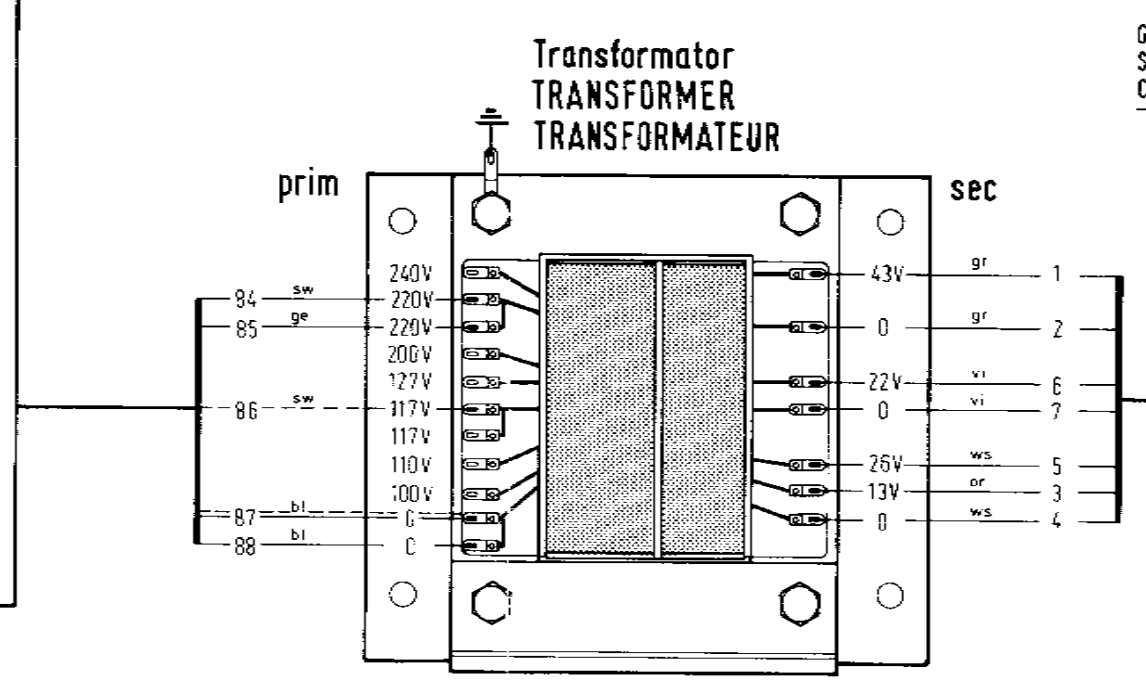 Transformator
TRANSFORMER
TRANSFORMATEUR
prim
sec
240V
84 sw 220V
85 ge 220V
200V
127V
86 sw 117V
117V
110V
100V
87 bl 0
88 bl 0
43V gr 1
0 gr 2
22V vi 6
0 vi 7
26V ws 5
13V or 3
0 ws 4
G
S